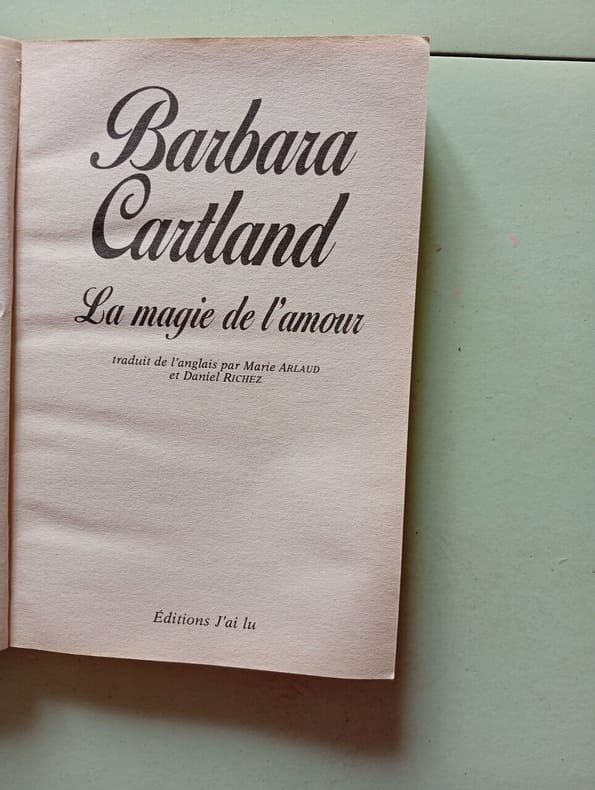 Barbara
Cartland
La magie de l'amour
traduit de l'anglais par Marie ARLAUD
et Daniel RICHEZ
Éditions J'ai lu